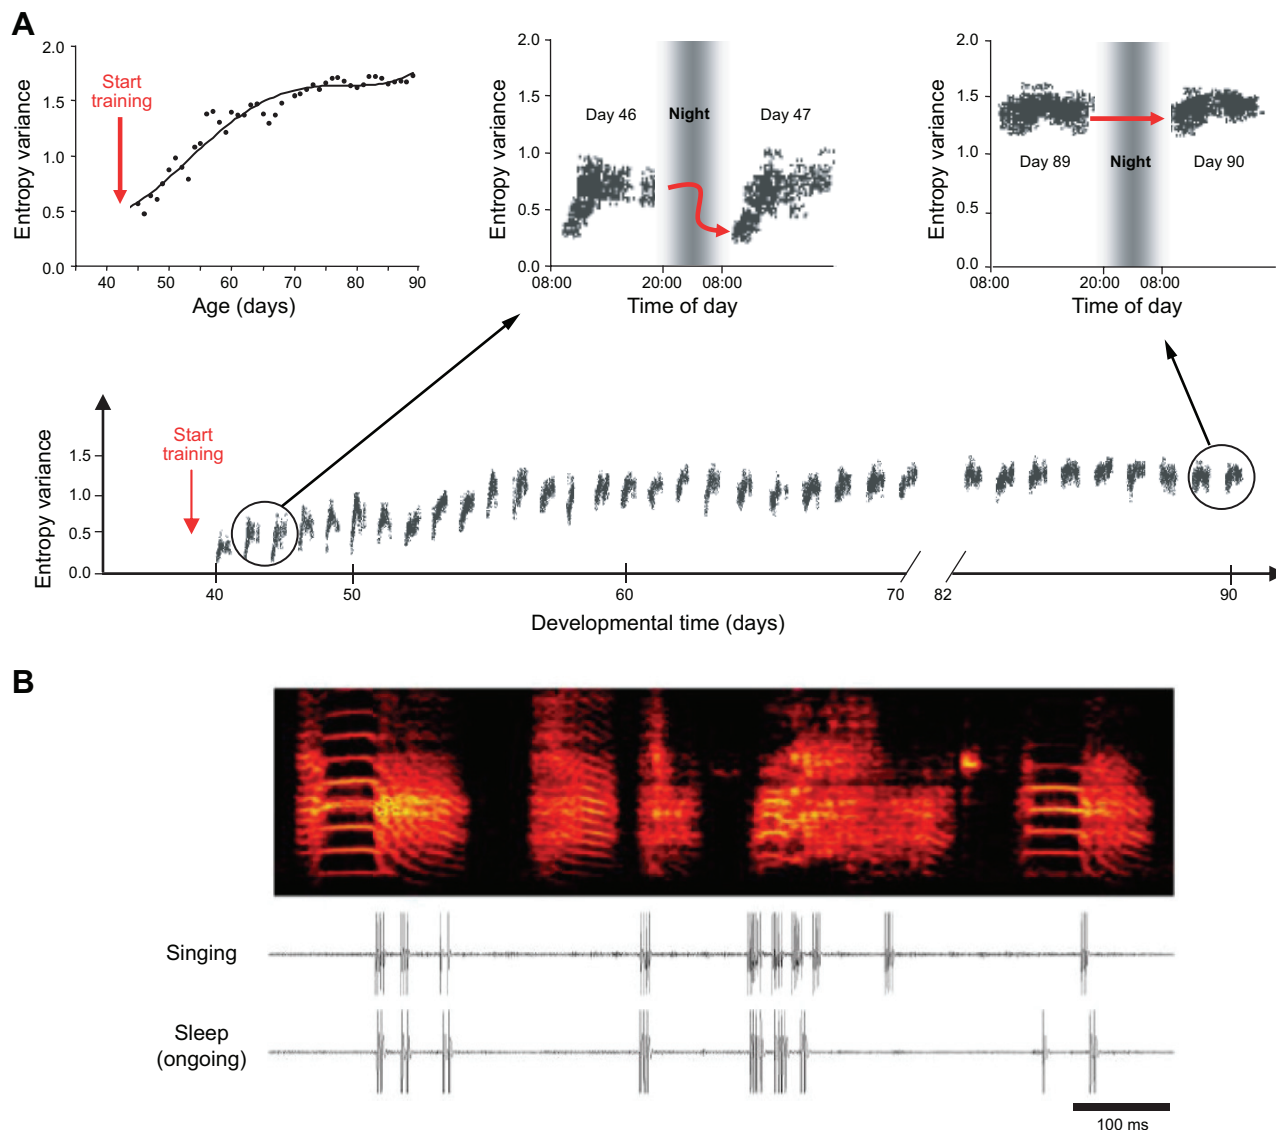 A
2.0
1.5
1.0
0.5
0.0
Entropy variance
Start
training
40
50
60
70
80
90
Age (days)
2.0
1.5
1.0
0.5
0.0
Entropy variance
Day 46
Night
Day 47
08:00
20:00
08:00
Time of day
2.0
1.5
1.0
0.5
0.0
Entropy variance
Day 89
Night
Day 90
08:00
20:00
08:00
Time of day
Entropy variance
1.5
1.0
0.5
0.0
Start
training
40
50
60
70
82
90
Developmental time (days)
B
Singing
Sleep
(ongoing)
100 ms